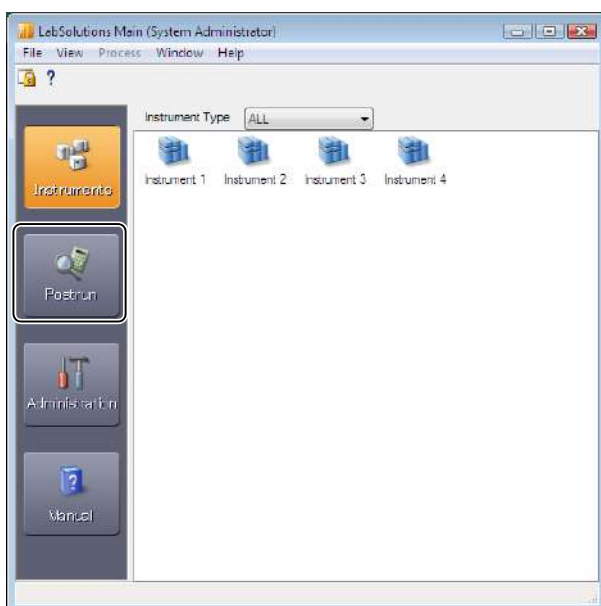 LabSolutions Main (System Administrator)
File View Process Window Help
?
Instrument Type ALL
Instruments
Instrument 1 Instrument 2 Instrument 3 Instrument 4
Postrun
Administration
Manual